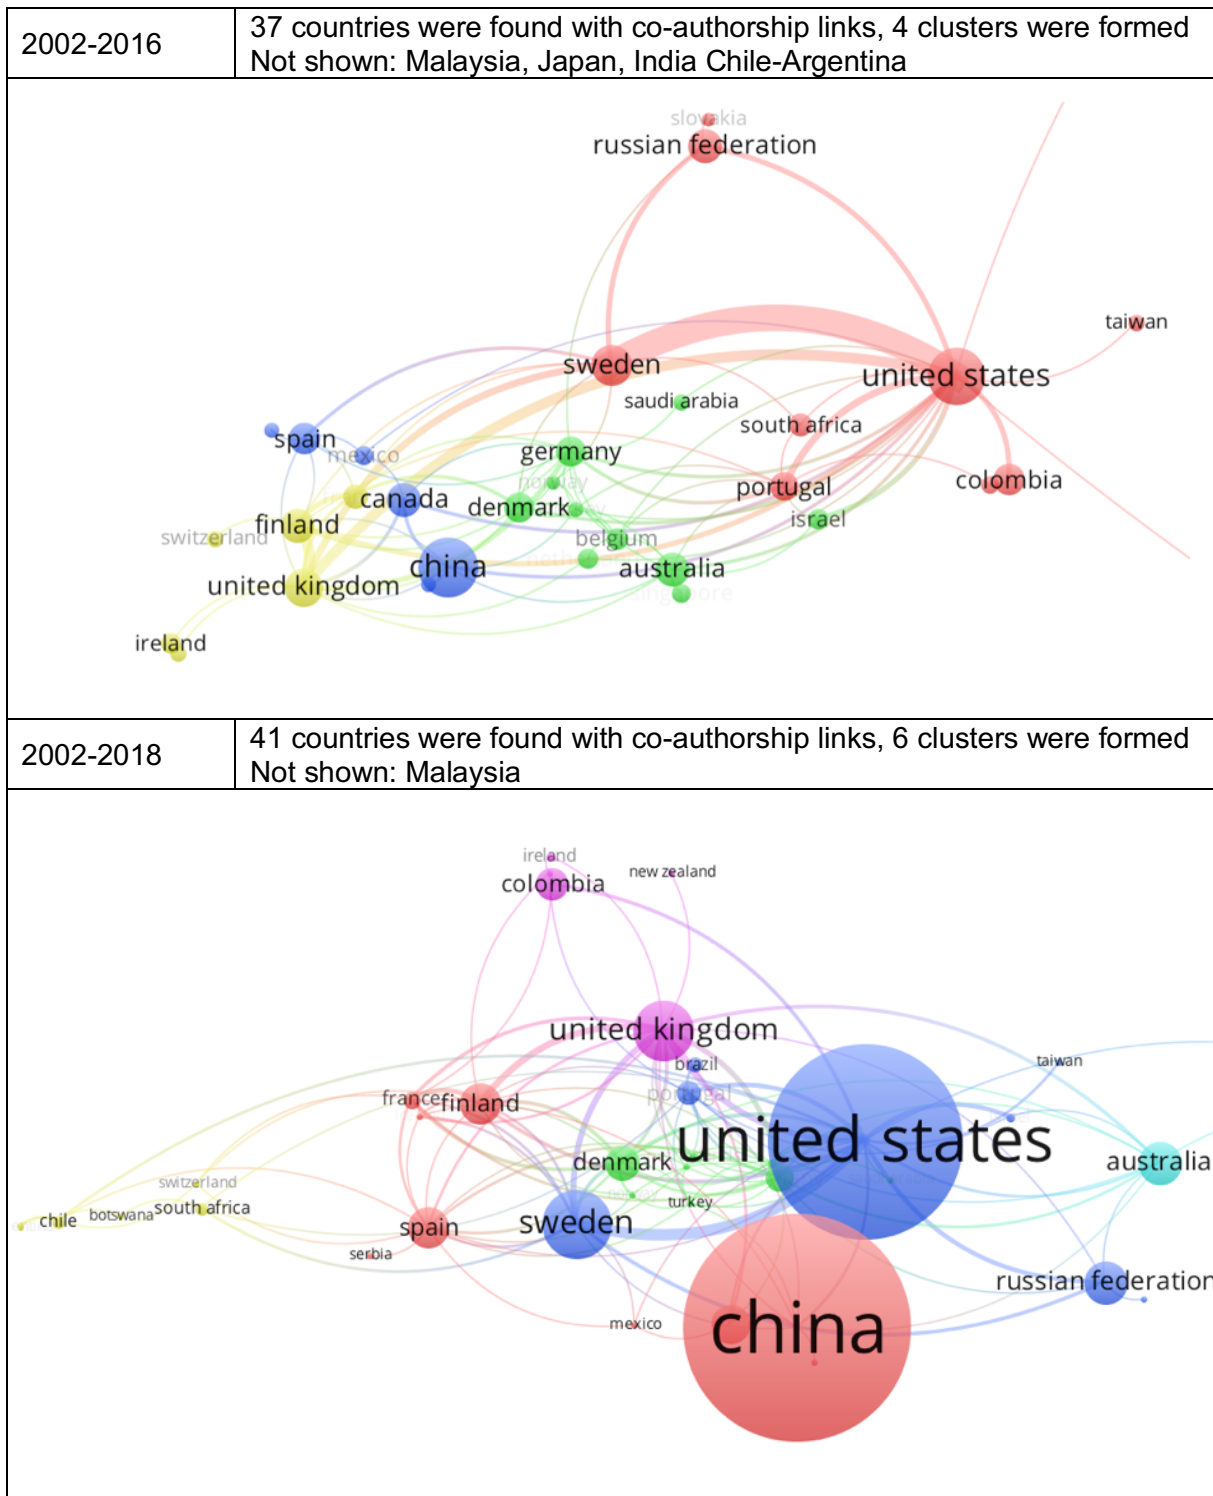 2002-2016
37 countries were found with co-authorship links, 4 clusters were formed
Not shown: Malaysia, Japan, India Chile-Argentina
slovakia
russian federation
taiwan
sweden
united states
saudi arabia
south africa
spain
mexico
germany
norway
portugal
colombia
canada
denmark
israel
switzerland
finland
belgium
china
australia
united kingdom
singapore
ireland
2002-2018
41 countries were found with co-authorship links, 6 clusters were formed
Not shown: Malaysia
ireland
colombia
new zealand
united kingdom
brazil
taiwan
portugal
france
finland
united states
denmark
australia
switzerland
south africa
botswana
chile
turkey
spain
sweden
serbia
russian federation
mexico
china